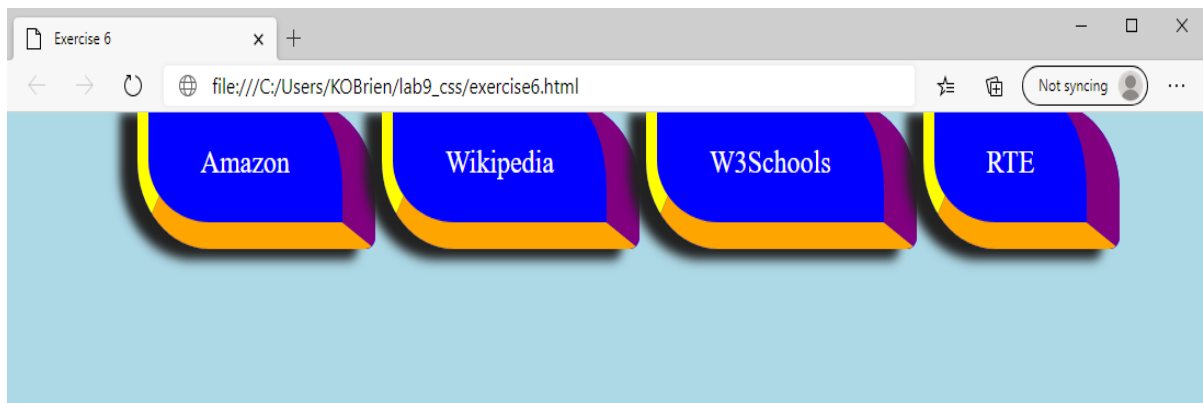 Exercise 6
file:///C:/Users/KOBrien/lab9_css/exercise6.html
Not syncing
Amazon Wikipedia W3Schools RTE